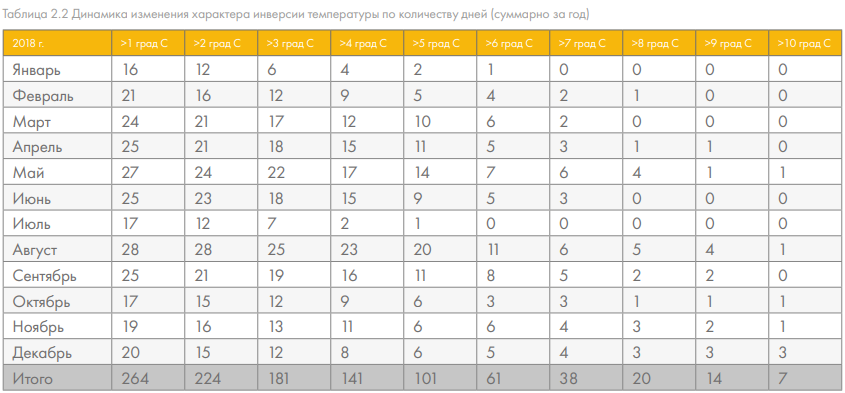 Таблица 2.2 Динамика изменения характера инверсии температуры по количеству дней (суммарно за год)
2018 г. >1 град С >2 град С >3 град С >4 град С >5 град С >6 град С >7 град С >8 град С >9 град С >10 град С
Январь 16 12 6 4 2 1 0 0 0 0
Февраль 21 16 12 9 5 4 2 1 0 0
Март 24 21 17 12 10 6 2 0 0 0
Апрель 25 21 18 15 11 5 3 1 1 0
Май 27 24 22 17 14 7 6 4 1 1
Июнь 25 23 18 15 9 5 3 0 0 0
Июль 17 12 7 2 1 0 0 0 0 0
Август 28 28 25 23 20 11 6 5 4 1
Сентябрь 25 21 19 16 11 8 5 2 2 0
Октябрь 17 15 12 9 6 3 3 1 1 1
Ноябрь 19 16 13 11 6 6 4 3 2 1
Декабрь 20 15 12 8 6 5 4 3 3 3
Итого 264 224 181 141 101 61 38 20 14 7